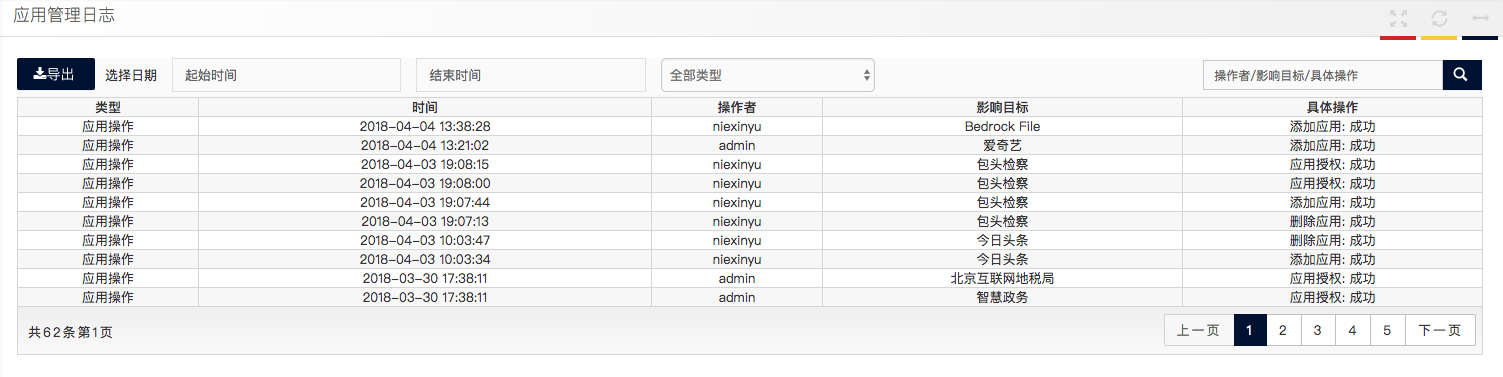 应用管理日志
导出 选择日期 起始时间 结束时间 全部类型 操作者/影响目标/具体操作
类型 时间 操作者 影响目标 具体操作
应用操作 2018-04-04 13:38:28 niexinyu Bedrock File 添加应用: 成功
应用操作 2018-04-04 13:21:02 admin 爱奇艺 添加应用: 成功
应用操作 2018-04-03 19:08:15 niexinyu 包头检察 应用授权: 成功
应用操作 2018-04-03 19:08:00 niexinyu 包头检察 应用授权: 成功
应用操作 2018-04-03 19:07:44 niexinyu 包头检察 添加应用: 成功
应用操作 2018-04-03 19:07:13 niexinyu 包头检察 删除应用: 成功
应用操作 2018-04-03 10:03:47 niexinyu 今日头条 删除应用: 成功
应用操作 2018-04-03 10:03:34 niexinyu 今日头条 添加应用: 成功
应用操作 2018-03-30 17:38:11 admin 北京互联网地税局 应用授权: 成功
应用操作 2018-03-30 17:38:11 admin 智慧政务 应用授权: 成功
共62条第1页 上一页 1 2 3 4 5 下一页